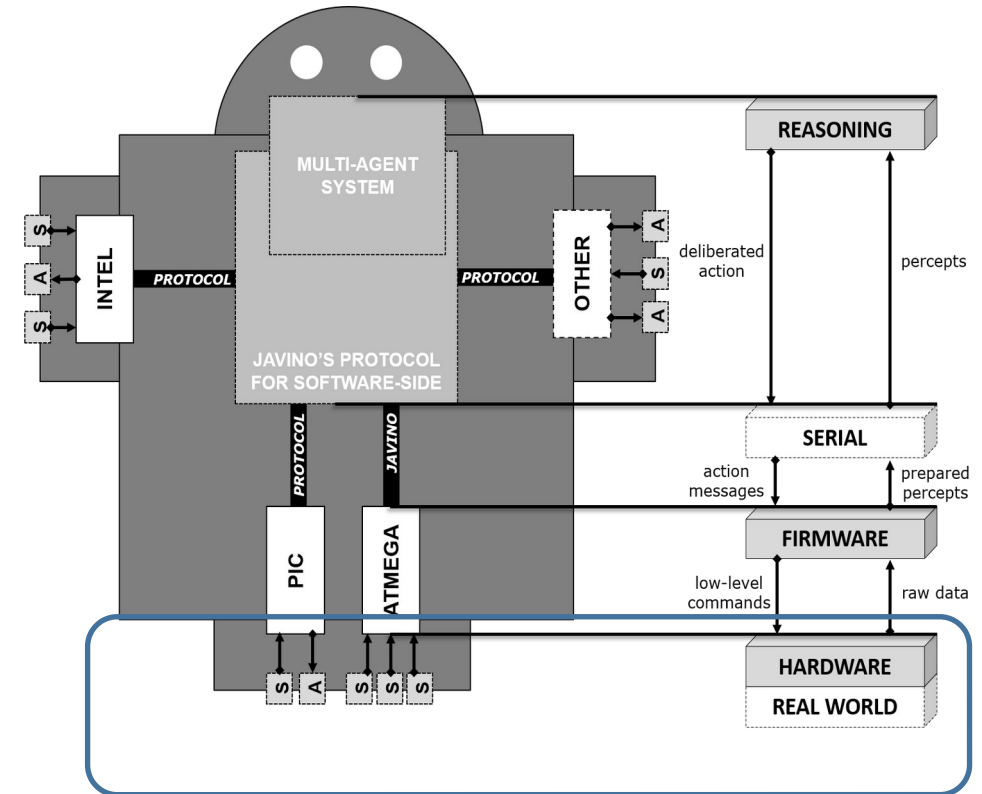 REASONING
MULTI-AGENT
SYSTEM
S
A
S
INTEL
PROTOCOL
PROTOCOL
OTHER
A
S
A
deliberated
action
percepts
JAVINO'S PROTOCOL
FOR SOFTWARE-SIDE
PROTOCOL
JAVINO
SERIAL
action
messages
prepared
percepts
PIC
ATMEGA
FIRMWARE
low-level
commands
raw data
S
A
S
S
S
HARDWARE
REAL WORLD